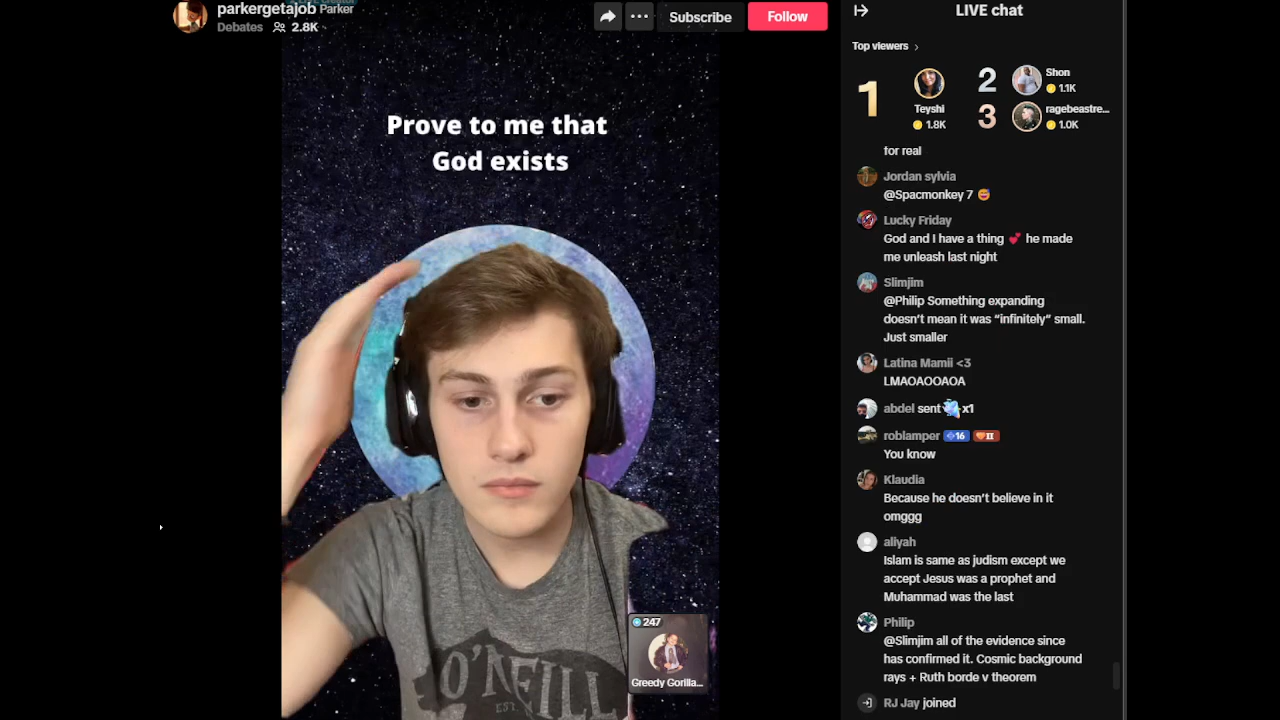 parkergetajob Parker
Debates 2.8K
Subscribe
Follow
Prove to me that
God exists
O'NEILL
EST
247
Greedy Gorilla...
LIVE chat
Top viewers >
1
Teyshi
1.8K
2
Shon
1.1K
3
ragebeastre...
1.0K
for real
Jordan sylvia
@Spacmonkey 7 😅
Lucky Friday
God and I have a thing 💕 he made
me unleash last night
Slimjim
@Philip Something expanding
doesn't mean it was “infinitely” small.
Just smaller
Latina Mamii <3
LMAOAOOAOA
abdel sent x1
roblamper 16 II
You know
Klaudia
Because he doesn't believe in it
omggg
aliyah
Islam is same as judism except we
accept Jesus was a prophet and
Muhammad was the last
Philip
@Slimjim all of the evidence since
has confirmed it. Cosmic background
rays + Ruth borde v theorem
RJ Jay joined